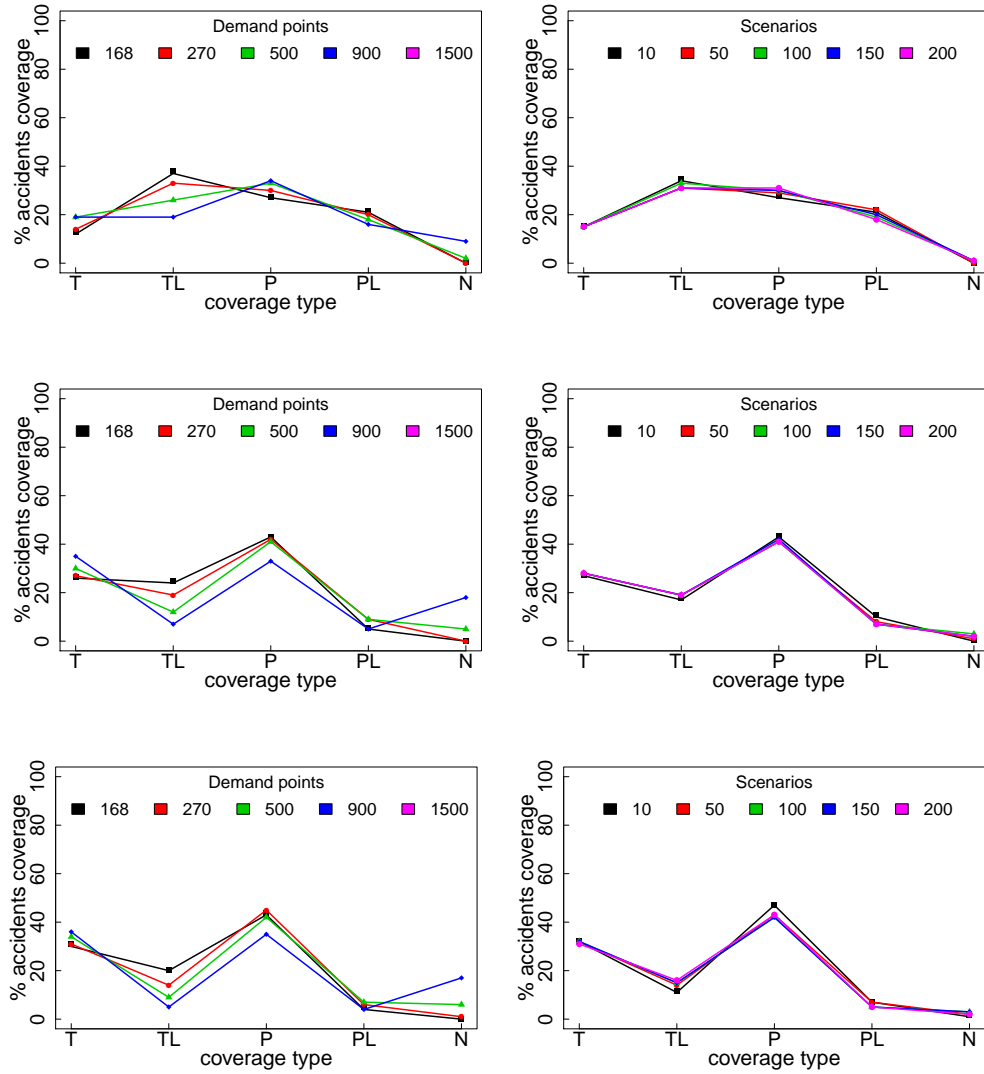 Demand points
168 270 500 900 1500
% accidents coverage
0 20 40 60 80 100
T TL P PL N
coverage type
Scenarios
10 50 100 150 200
% accidents coverage
0 20 40 60 80 100
T TL P PL N
coverage type
Demand points
168 270 500 900 1500
% accidents coverage
0 20 40 60 80 100
T TL P PL N
coverage type
Scenarios
10 50 100 150 200
% accidents coverage
0 20 40 60 80 100
T TL P PL N
coverage type
Demand points
168 270 500 900 1500
% accidents coverage
0 20 40 60 80 100
T TL P PL N
coverage type
Scenarios
10 50 100 150 200
% accidents coverage
0 20 40 60 80 100
T TL P PL N
coverage type